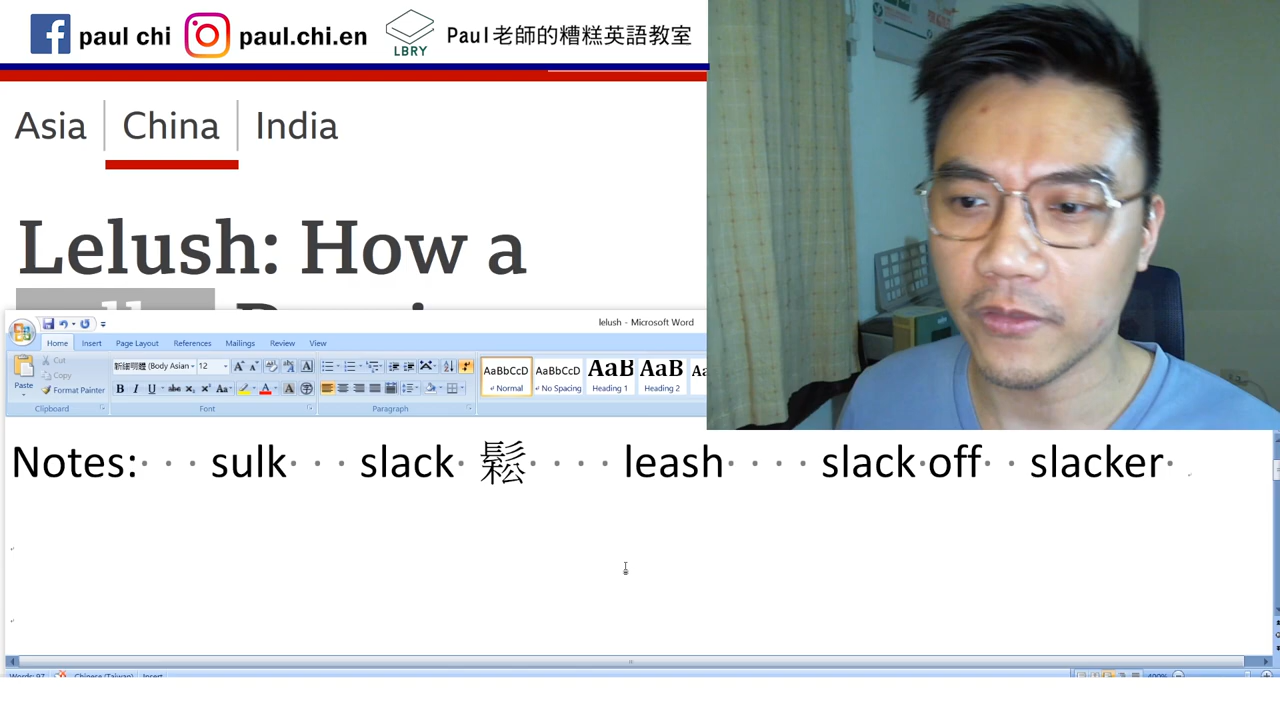 paul chi paul.chi.en LBRY Paul老師的糟糕英語教室
Asia China India
Lelush: How a
lelush - Microsoft Word
Home Insert Page Layout References Mailings Review View
Cut
Copy
Format Painter
Paste
新細明體 (Body Asian 12
AaBbCcD AaBbCcD AaB AaB
Normal No Spacing Heading 1 Heading 2
Clipboard Font Paragraph
Notes: sulk slack 鬆 leash slack off slacker
Words: 97 Chinese (Taiwan) Insert 400%